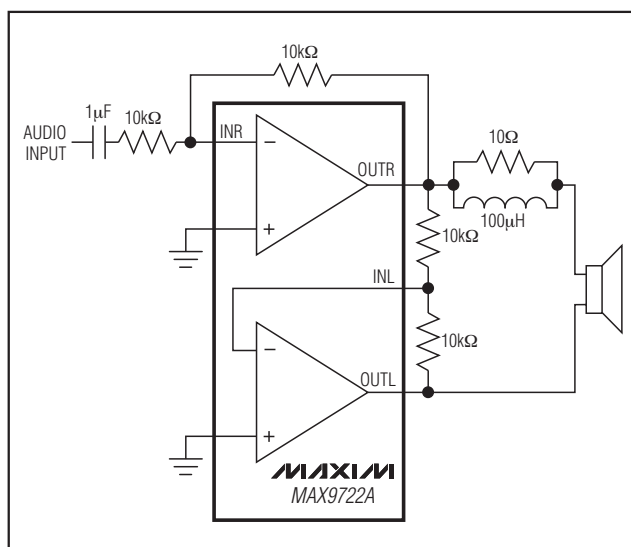 10kΩ
1μF
10kΩ
AUDIO
INPUT
INR
−
+
OUTR
10Ω
100μH
10kΩ
INL
10kΩ
−
+
OUTL
MAXIM
MAX9722A